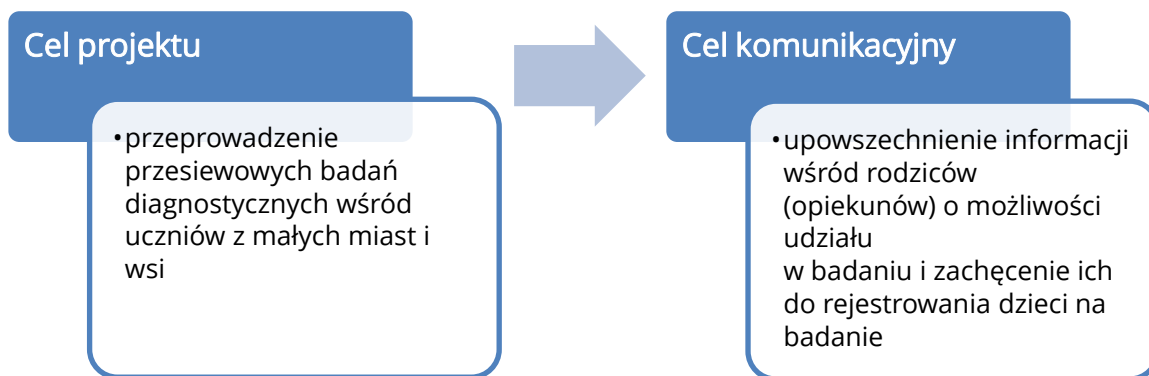 Cel projektu
•przeprowadzenie
przesiewowych badań
diagnostycznych wśród
uczniów z małych miast i
wsi
Cel komunikacyjny
•upowszechnienie informacji
wśród rodziców
(opiekunów) o możliwości
udziału
w badaniu i zachęcenie ich
do rejestrowania dzieci na
badanie